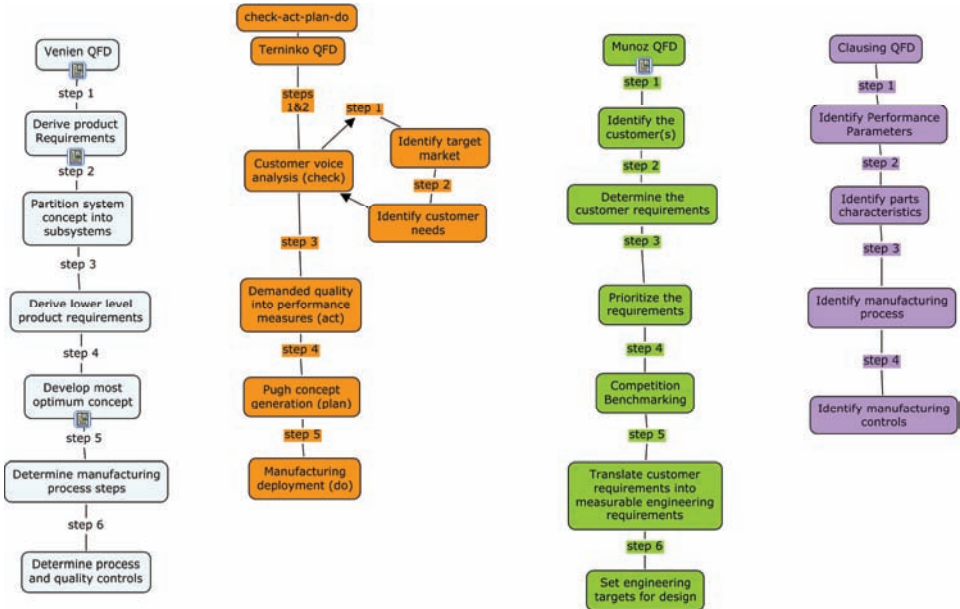 Venien QFD
step 1
Derive product
Requirements
step 2
Partition system
concept into
subsystems
step 3
Derive lower level
product requirements
step 4
Develop most
optimum concept
step 5
Determine manufacturing
process steps
step 6
Determine process
and quality controls
check-act-plan-do
Terninko QFD
steps
1&2
step 1
Identify target
market
step 2
Identify customer
needs
Customer voice
analysis (check)
step 3
Demanded quality
into performance
measures (act)
step 4
Pugh concept
generation (plan)
step 5
Manufacturing
deployment (do)
Munoz QFD
step 1
Identify the
customer(s)
step 2
Determine the
customer requirements
step 3
Prioritize the
requirements
step 4
Competition
Benchmarking
step 5
Translate customer
requirements into
measurable engineering
requirements
step 6
Set engineering
targets for design
Clausing QFD
step 1
Identify Performance
Parameters
step 2
Identify parts
characteristics
step 3
Identify manufacturing
process
step 4
Identify manufacturing
controls